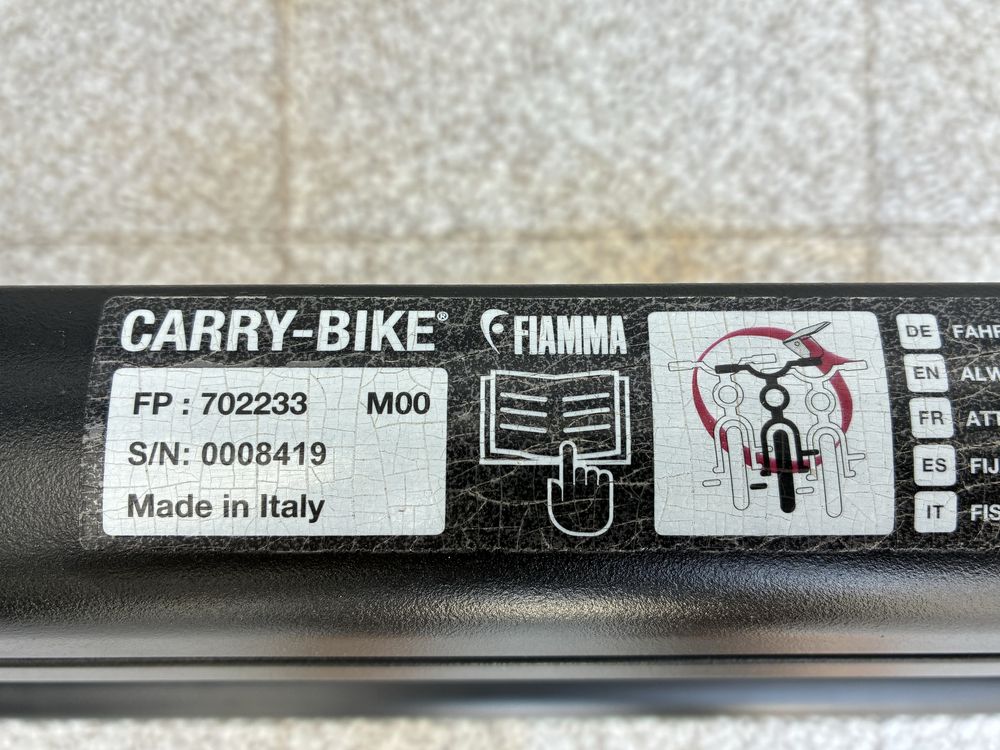 CARRY-BIKE®
FIAMMA
FP : 702233 M00
S/N: 0008419
Made in Italy
DE
EN
FR
ES
IT